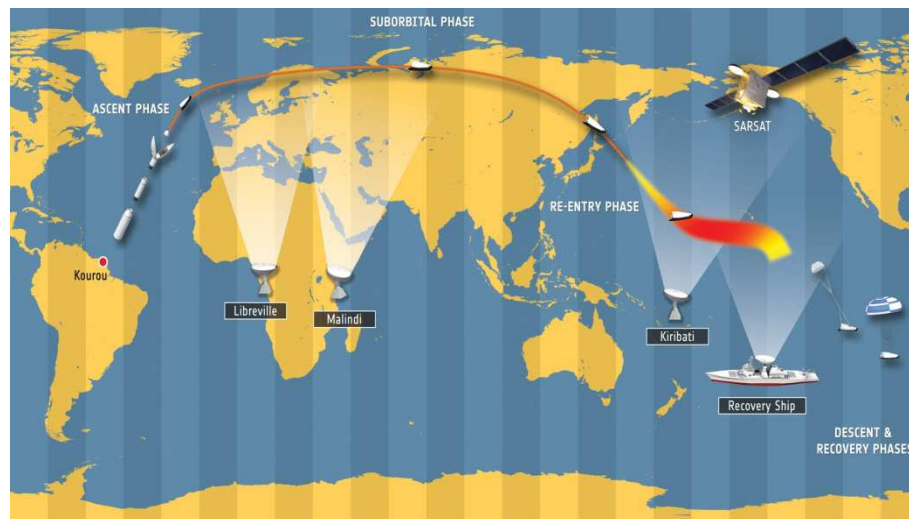 SUBORBITAL PHASE
ASCENT PHASE
SARSAT
RE-ENTRY PHASE
Kourou
Libreville
Malindi
Kiribati
Recovery Ship
DESCENT &
RECOVERY PHASES